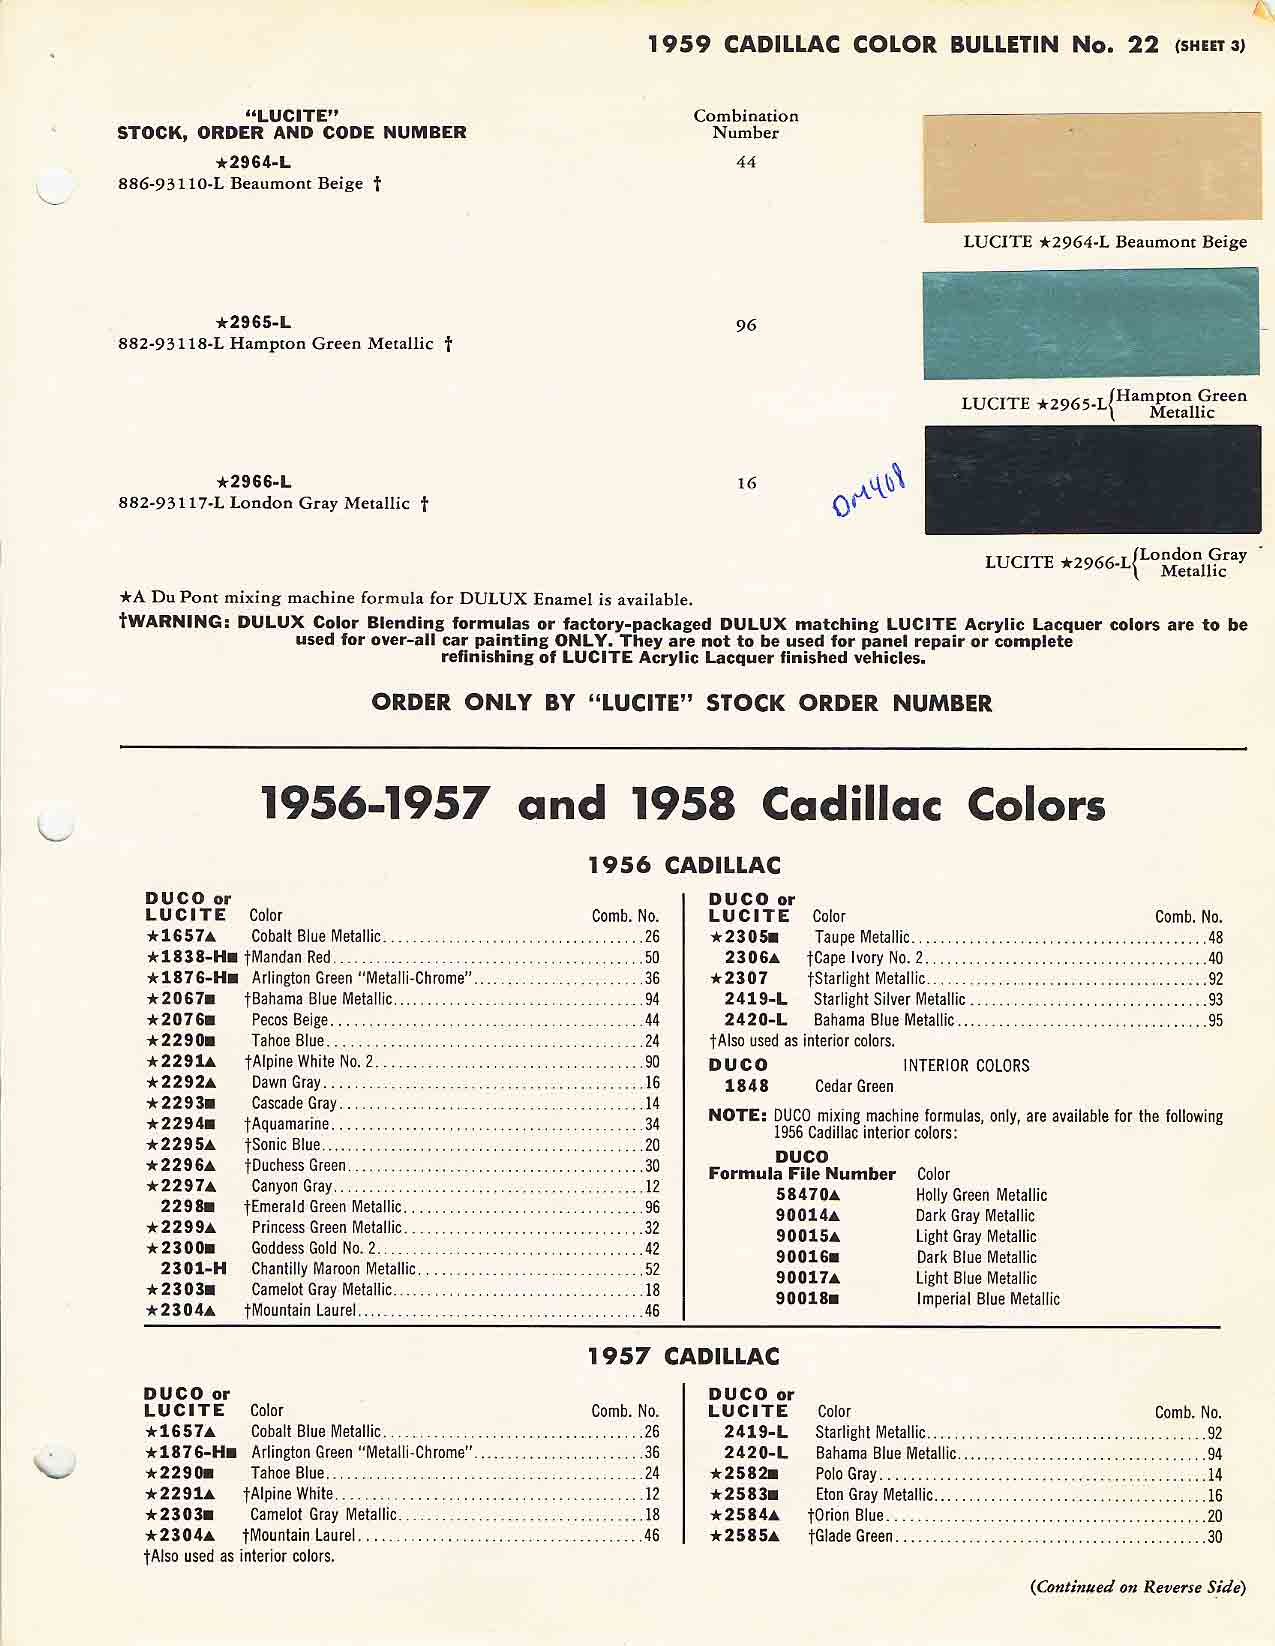 1959 CADILLAC COLOR BULLETIN No. 22 (SHEET 3)
"LUCITE"
STOCK, ORDER AND CODE NUMBER
Combination
Number
★2964-L
44
886-93110-L Beaumont Beige †
LUCITE ★2964-L Beaumont Beige
★2965-L
96
882-93118-L Hampton Green Metallic †
LUCITE ★2965-L{Hampton Green
Metallic
★2966-L
16
882-93117-L London Gray Metallic †
DM408
LUCITE ★2966-L{London Gray
Metallic
★A Du Pont mixing machine formula for DULUX Enamel is available.
†WARNING: DULUX Color Blending formulas or factory-packaged DULUX matching LUCITE Acrylic Lacquer colors are to be
used for over-all car painting ONLY. They are not to be used for panel repair or complete
refinishing of LUCITE Acrylic Lacquer finished vehicles.
ORDER ONLY BY "LUCITE" STOCK ORDER NUMBER
1956-1957 and 1958 Cadillac Colors
1956 CADILLAC
DUCO or
LUCITE Color Comb. No.
★1657▲ Cobalt Blue Metallic 26
★1838-H■ †Mandan Red 50
★1876-H■ Arlington Green "Metalli-Chrome" 36
★2067■ †Bahama Blue Metallic 94
★2076■ Pecos Beige 44
★2290■ Tahoe Blue 24
★2291▲ †Alpine White No. 2 90
★2292▲ Dawn Gray 16
★2293■ Cascade Gray 14
★2294■ †Aquamarine 34
★2295▲ †Sonic Blue 20
★2296▲ †Duchess Green 30
★2297▲ Canyon Gray 12
2298■ †Emerald Green Metallic 96
★2299▲ Princess Green Metallic 32
★2300■ Goddess Gold No. 2 42
2301-H Chantilly Maroon Metallic 52
★2303■ Camelot Gray Metallic 18
★2304▲ †Mountain Laurel 46
DUCO or
LUCITE Color Comb. No.
★2305■ Taupe Metallic 48
2306▲ †Cape Ivory No. 2 40
★2307 †Starlight Metallic 92
2419-L Starlight Silver Metallic 93
2420-L Bahama Blue Metallic 95
†Also used as interior colors.
DUCO INTERIOR COLORS
1848 Cedar Green
NOTE: DUCO mixing machine formulas, only, are available for the following
1956 Cadillac interior colors:
DUCO
Formula File Number Color
58470▲ Holly Green Metallic
90014▲ Dark Gray Metallic
90015▲ Light Gray Metallic
90016■ Dark Blue Metallic
90017▲ Light Blue Metallic
90018■ Imperial Blue Metallic
1957 CADILLAC
DUCO or
LUCITE Color Comb. No.
★1657▲ Cobalt Blue Metallic 26
★1876-H■ Arlington Green "Metalli-Chrome" 36
★2290■ Tahoe Blue 24
★2291▲ †Alpine White 12
★2303■ Camelot Gray Metallic 18
★2304▲ †Mountain Laurel 46
†Also used as interior colors.
DUCO or
LUCITE Color Comb. No.
2419-L Starlight Metallic 92
2420-L Bahama Blue Metallic 94
★2582■ Polo Gray 14
★2583■ Eton Gray Metallic 16
★2584▲ †Orion Blue 20
★2585▲ †Glade Green 30
(Continued on Reverse Side)